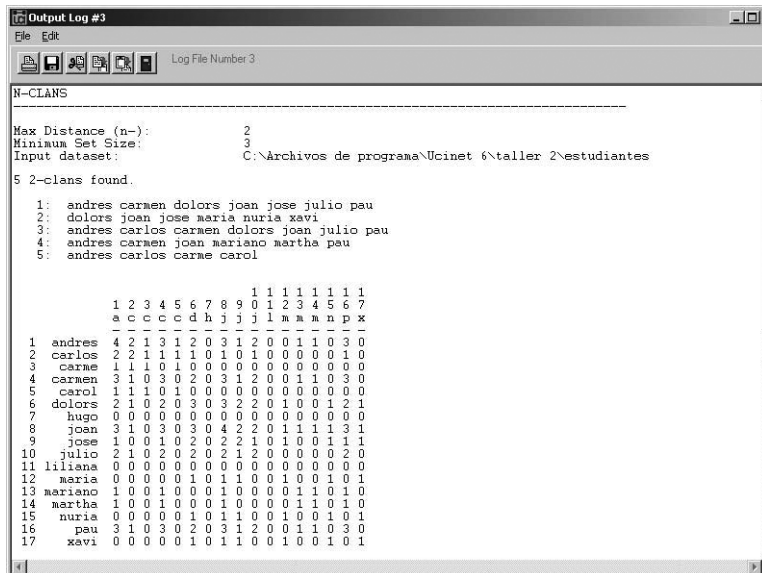 Output Log #3
File Edit
Log File Number 3
N-CLANS
--------------------------------------------------------------------------------
Max Distance (n-): 2
Minimum Set Size: 3
Input dataset: C:\Archivos de programa\Ucinet 6\taller 2\estudiantes
5 2-clans found.
1: andres carmen dolors joan jose julio pau
2: dolors joan jose maria nuria xavi
3: andres carlos carmen dolors joan julio pau
4: andres carmen joan mariano martha pau
5: andres carlos carme carol
1 1 1 1 1 1 1 1
1 2 3 4 5 6 7 8 9 0 1 2 3 4 5 6 7
a c c c c d h j j j l m m m n p x
- - - - - - - - - - - - - - - - -
1 andres 4 2 1 3 1 2 0 3 1 2 0 0 1 1 0 3 0
2 carlos 2 2 1 1 1 1 0 1 0 1 0 0 0 0 0 1 0
3 carme 1 1 1 0 1 0 0 0 0 0 0 0 0 0 0 0 0
4 carmen 3 1 0 3 0 2 0 3 1 2 0 0 1 1 0 3 0
5 carol 1 1 1 0 1 0 0 0 0 0 0 0 0 0 0 0 0
6 dolors 2 1 0 2 0 3 0 3 2 2 0 1 0 0 1 2 1
7 hugo 0 0 0 0 0 0 0 0 0 0 0 0 0 0 0 0 0
8 joan 3 1 0 3 0 3 0 4 2 2 0 1 1 1 1 3 1
9 jose 1 0 0 1 0 2 0 2 2 1 0 1 0 0 1 1 1
10 julio 2 1 0 2 0 2 0 2 1 2 0 0 0 0 0 2 0
11 liliana 0 0 0 0 0 0 0 0 0 0 0 0 0 0 0 0 0
12 maria 0 0 0 0 0 1 0 1 1 0 0 1 0 0 1 0 1
13 mariano 1 0 0 1 0 0 0 1 0 0 0 0 1 1 0 1 0
14 martha 1 0 0 1 0 0 0 1 0 0 0 0 1 1 0 1 0
15 nuria 0 0 0 0 0 1 0 1 1 0 0 1 0 0 1 0 1
16 pau 3 1 0 3 0 2 0 3 1 2 0 0 1 1 0 3 0
17 xavi 0 0 0 0 0 1 0 1 1 0 0 1 0 0 1 0 1